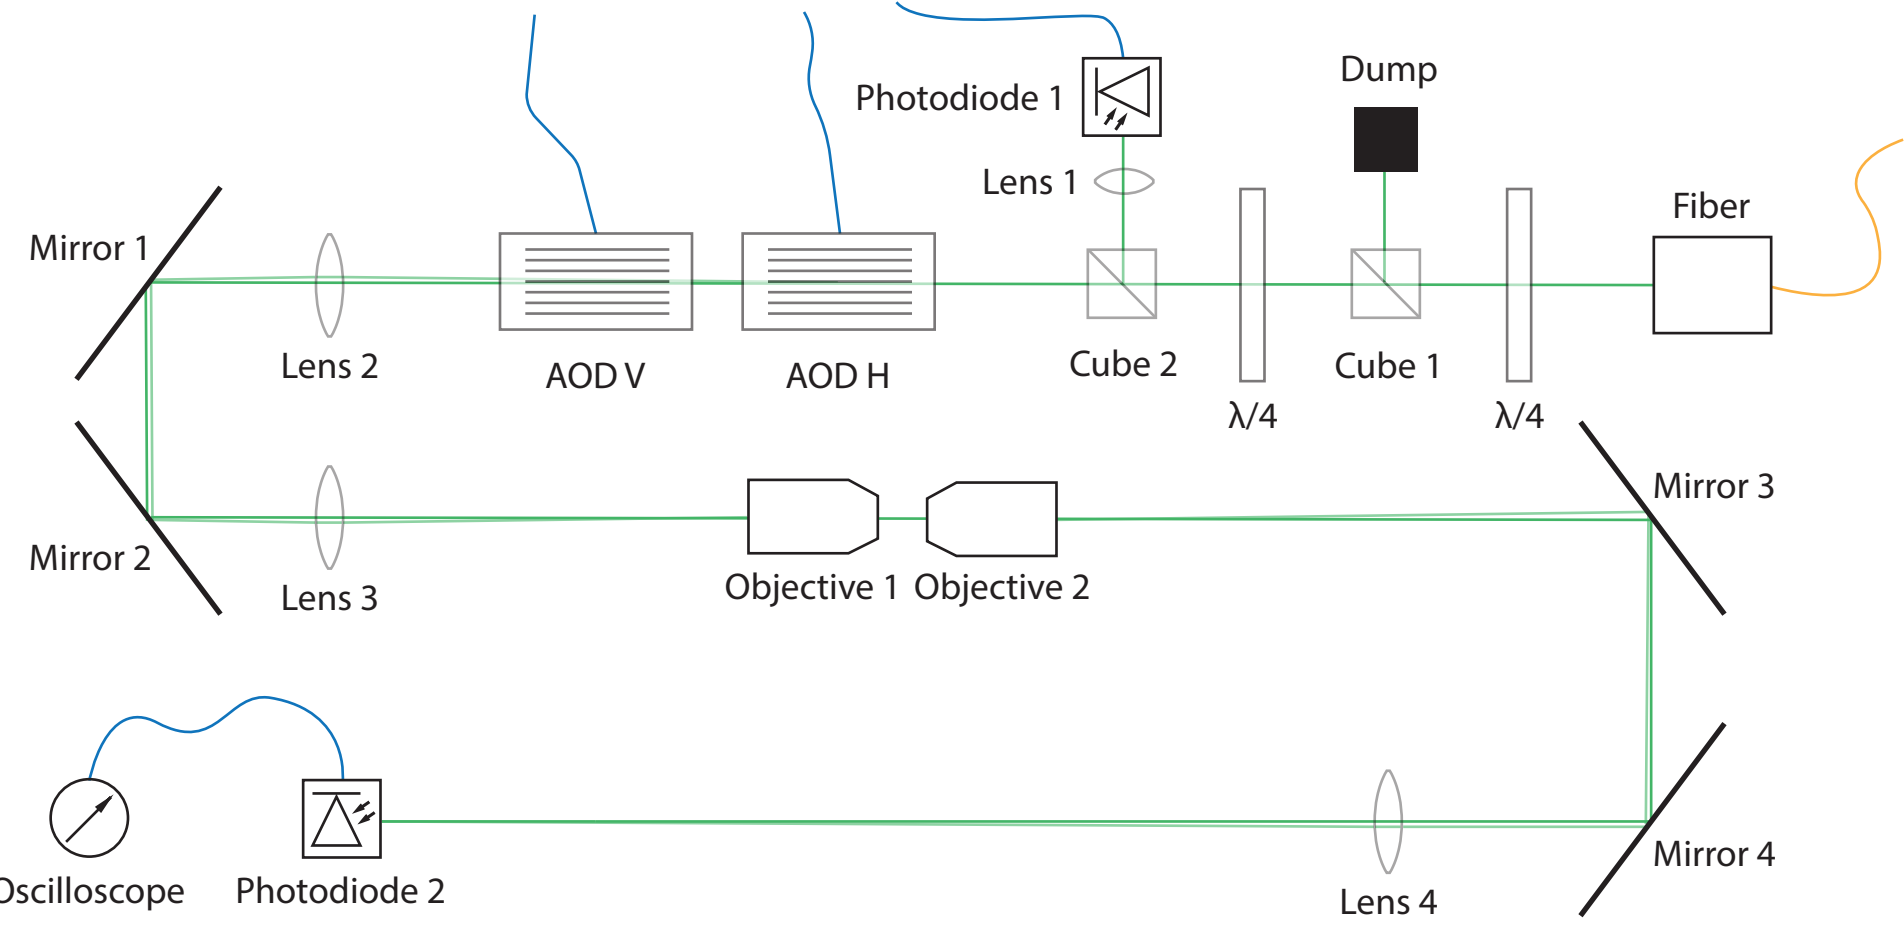 Dump
Photodiode 1
Lens 1
Fiber
Mirror 1
Lens 2
AOD V
AOD H
Cube 2
Cube 1
λ/4
λ/4
Mirror 3
Mirror 2
Lens 3
Objective 1
Objective 2
Mirror 4
Oscilloscope
Photodiode 2
Lens 4